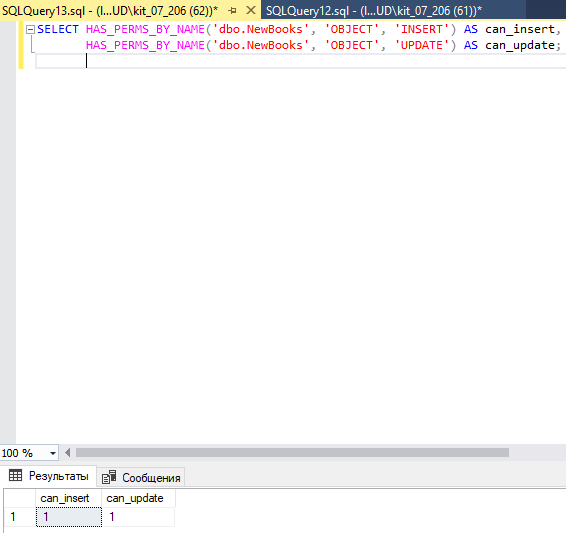 SQLQuery13.sql - (l...UD\kit_07_206 (62))*
SQLQuery12.sql - (l...UD\kit_07_206 (61))*
SELECT HAS_PERMS_BY_NAME('dbo.NewBooks', 'OBJECT', 'INSERT') AS can_insert,
HAS_PERMS_BY_NAME('dbo.NewBooks', 'OBJECT', 'UPDATE') AS can_update;
100 %
Результаты
Сообщения
can_insert can_update
1 1 1